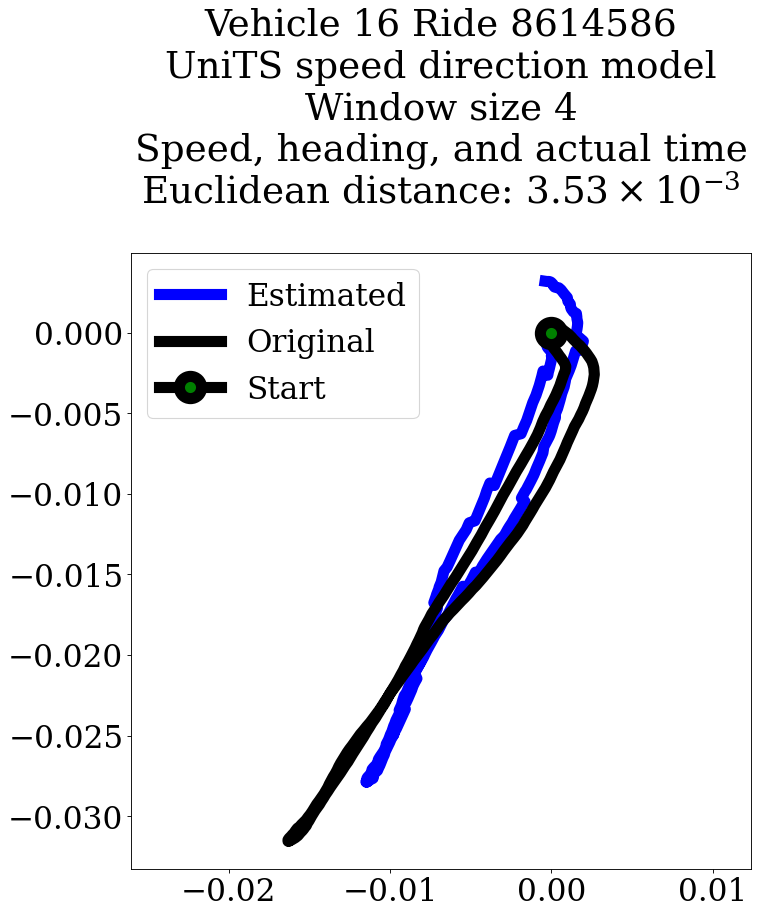 Vehicle 16 Ride 8614586
UniTS speed direction model
Window size 4
Speed, heading, and actual time
Euclidean distance: 3.53 × 10⁻³
Estimated
Original
Start
0.000
−0.005
−0.010
−0.015
−0.020
−0.025
−0.030
−0.02
−0.01
0.00
0.01